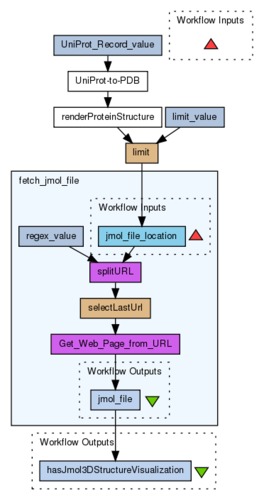 Workflow Inputs
UniProt_Record_value
UniProt-to-PDB
renderProteinStructure
limit_value
limit
fetch_jmol_file
Workflow Inputs
regex_value
jmol_file_location
splitURL
selectLastUrl
Get_Web_Page_from_URL
Workflow Outputs
jmol_file
Workflow Outputs
hasJmol3DStructureVisualization